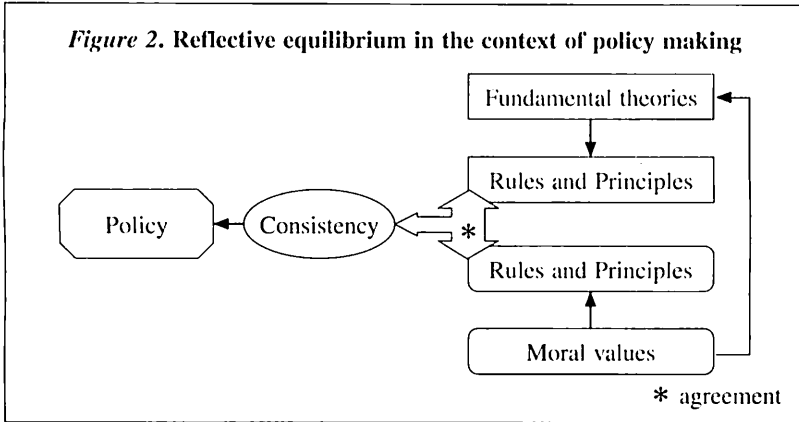 Figure 2. Reflective equilibrium in the context of policy making
Fundamental theories
Rules and Principles
Policy
Consistency
*
Rules and Principles
Moral values
* agreement